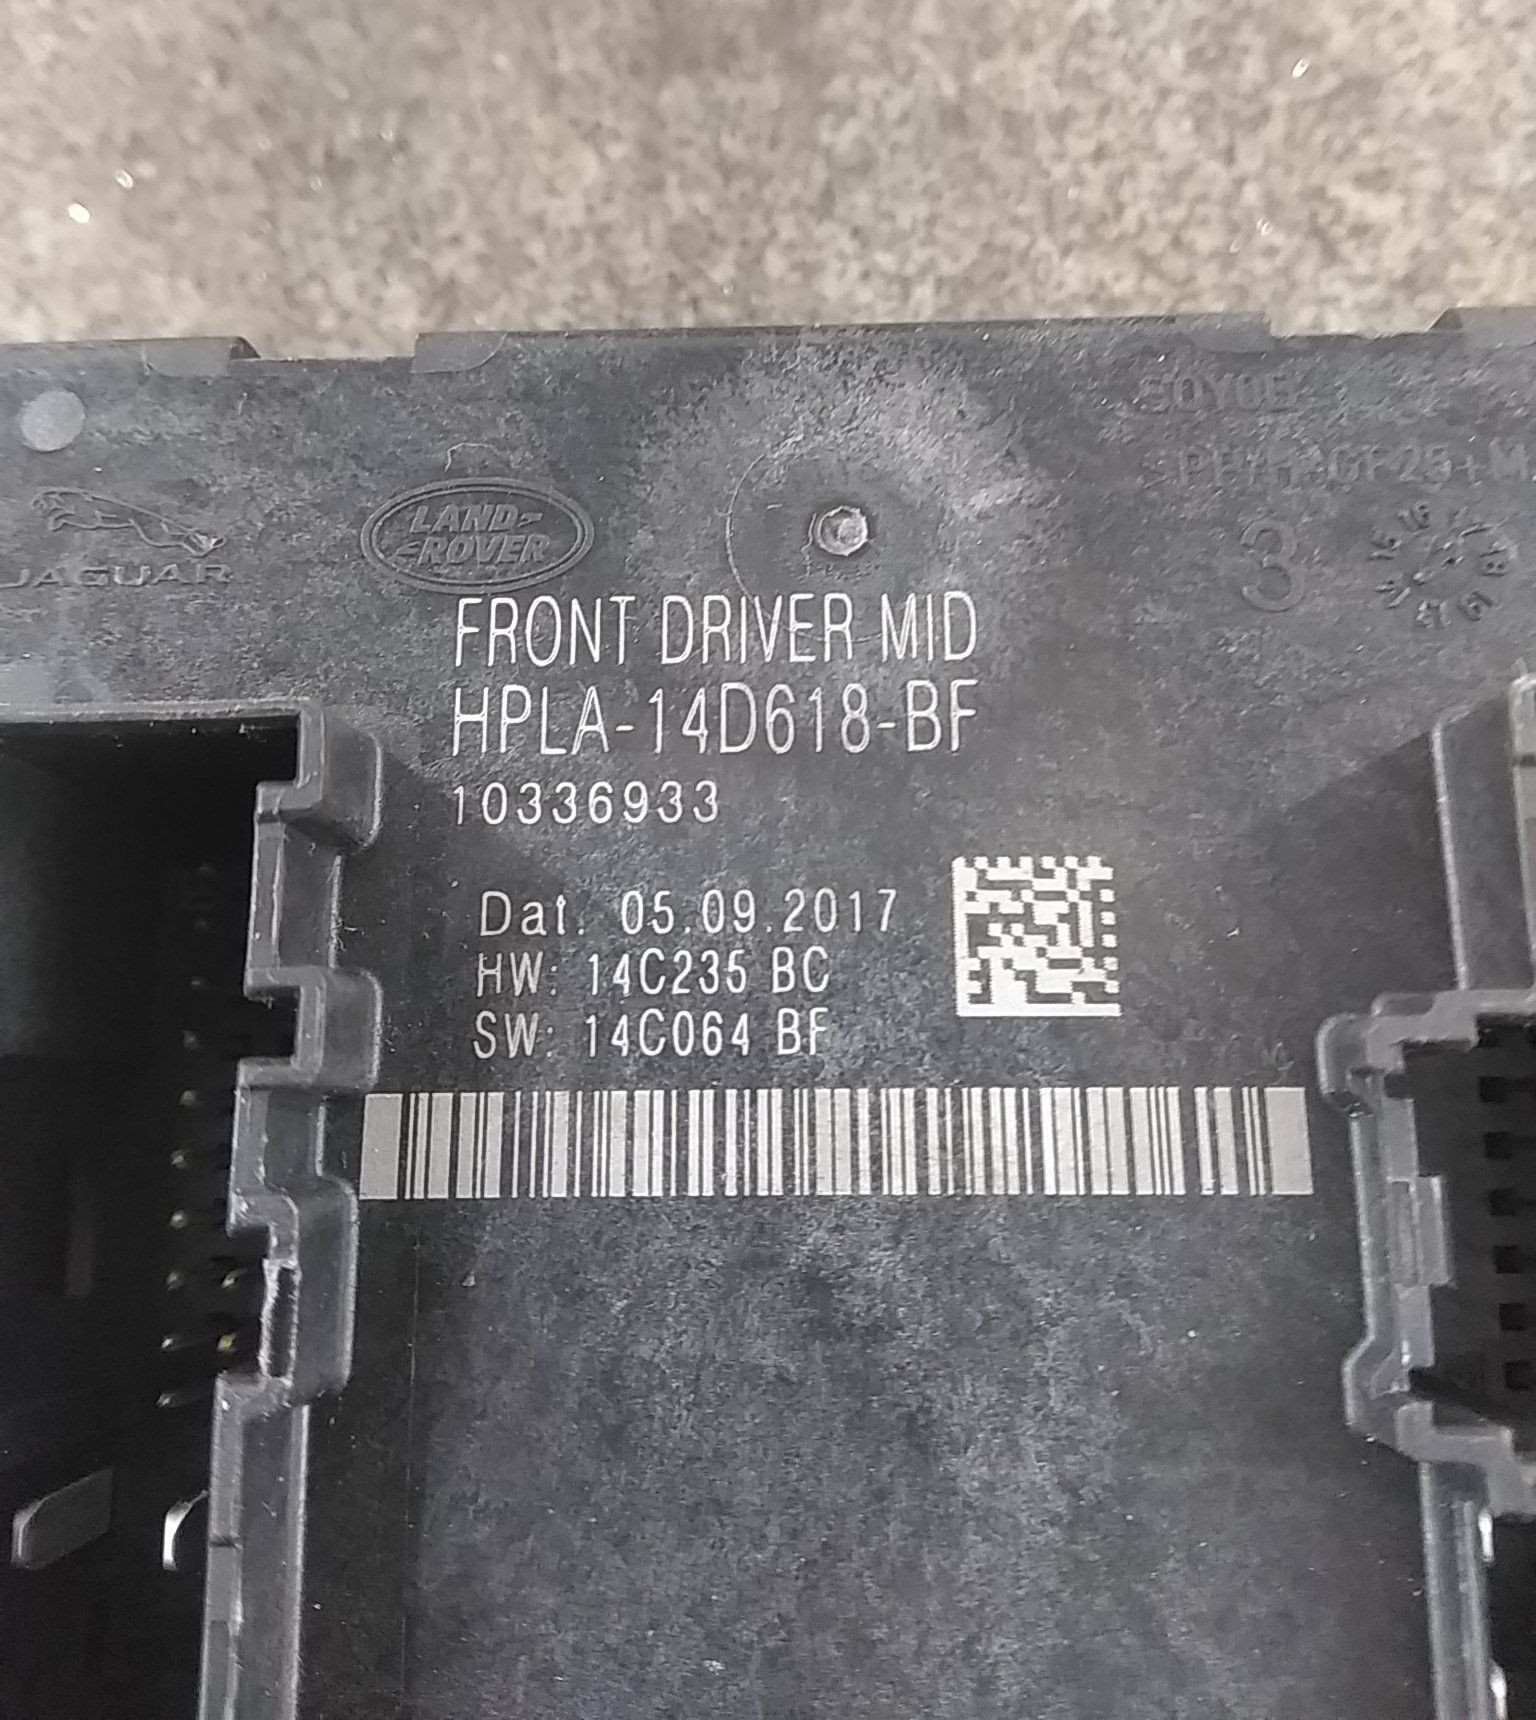 JAGUAR
LAND-
ROVER
3
FRONT DRIVER MID
HPLA-14D618-BF
10336933
Dat. 05.09.2017
HW: 14C235 BC
SW: 14C064 BF